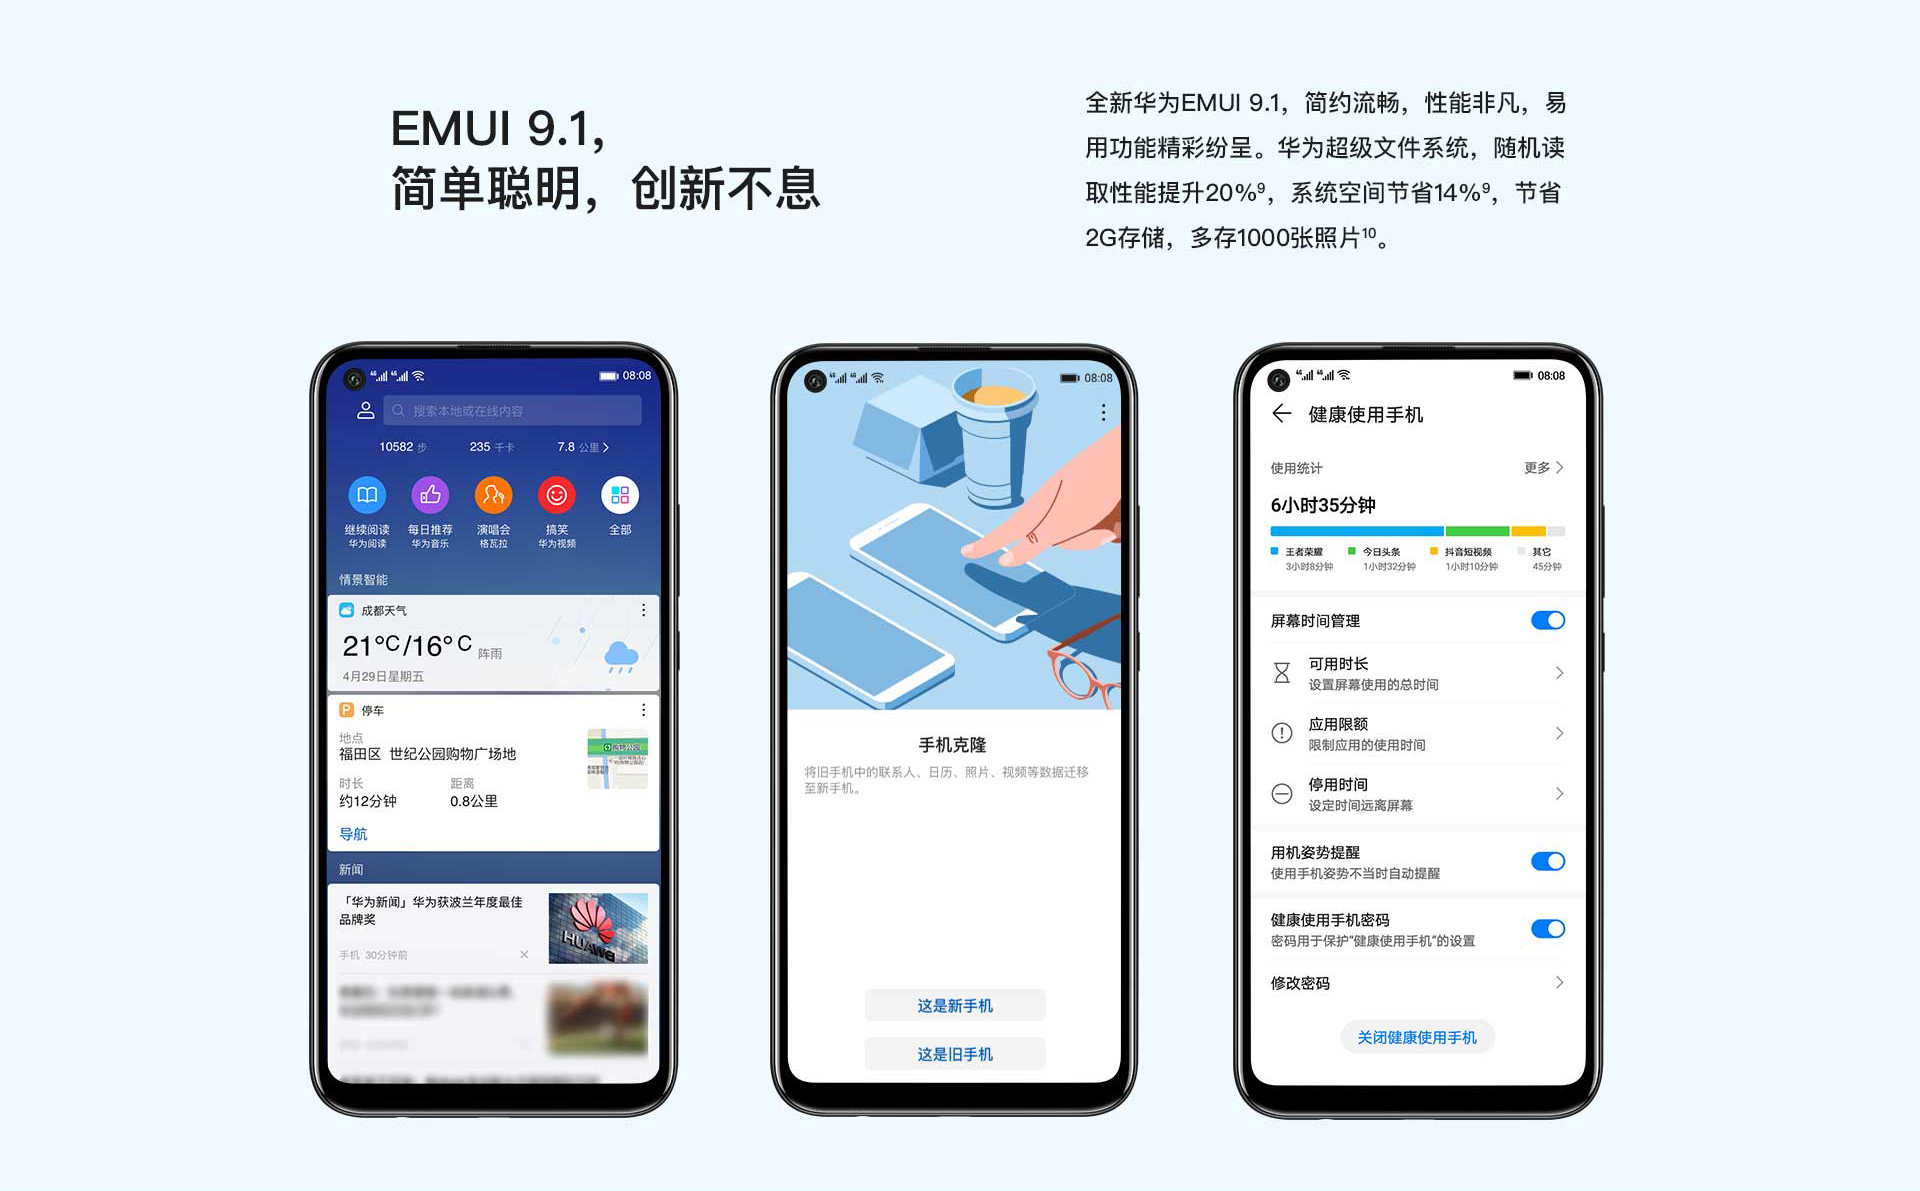 EMUI 9.1，
简单聪明，创新不息
全新华为EMUI 9.1，简约流畅，性能非凡，易
用功能精彩纷呈。华为超级文件系统，随机读
取性能提升20%⁹，系统空间节省14%⁹，节省
2G存储，多存1000张照片¹⁰。
08:08
搜索本地或在线内容
10582 步 235 千卡 7.8 公里
继续阅读 每日推荐 演唱会 搞笑 全部
华为阅读 华为音乐 格瓦拉 华为视频
情景智能
成都天气
21°C/16°C 阵雨
4月29日星期五
停车
地点
福田区 世纪公园购物广场地
购物公园
时长 距离
约12分钟 0.8公里
导航
新闻
「华为新闻」华为获波兰年度最佳
品牌奖
HUAWEI
手机 30分钟前
08:08
手机克隆
将旧手机中的联系人、日历、照片、视频等数据迁移
至新手机。
这是新手机
这是旧手机
08:08
健康使用手机
使用统计 更多
6小时35分钟
王者荣耀 今日头条 抖音短视频 其它
3小时8分钟 1小时32分钟 1小时10分钟 45分钟
屏幕时间管理
可用时长
设置屏幕使用的总时间
应用限额
限制应用的使用时间
停用时间
设定时间远离屏幕
用机姿势提醒
使用手机姿势不当时自动提醒
健康使用手机密码
密码用于保护“健康使用手机”的设置
修改密码
关闭健康使用手机